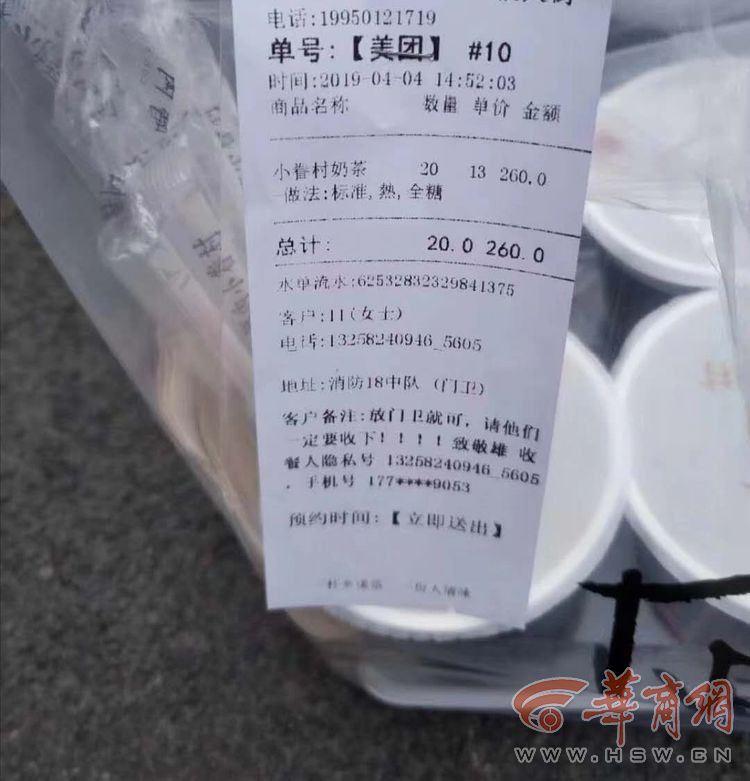 电话:19950121719
单号:【美团】 #10
时间:2019-04-04 14:52:03
商品名称 数量 单价 金额
小眷村奶茶 20 13 260.0
-做法:标准,热,全糖
总计: 20.0 260.0
水单流水:62532832329841375
客户:11(女士)
电话:13258240946_5605
地址:消防18中队 (门卫)
客户备注:放门卫就可, 请他们
一定要收下!!!! 致敬雄 收
餐人隐私号 13258240946_5605
, 手机号 177****9053
预约时间:【立即送出】
華商網
WWW.HSW.CN